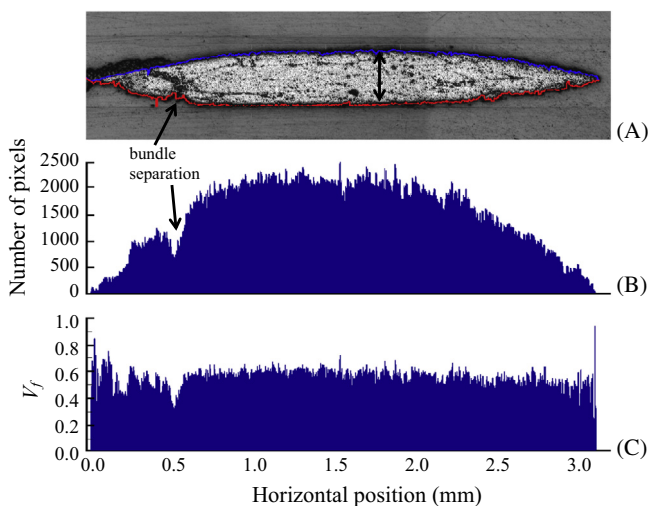 (A)
bundle
separation
Number of pixels
2500
2000
1500
1000
500
0
(B)
V_f
1.0
0.8
0.6
0.4
0.2
0.0
(C)
0.0 0.5 1.0 1.5 2.0 2.5 3.0
Horizontal position (mm)